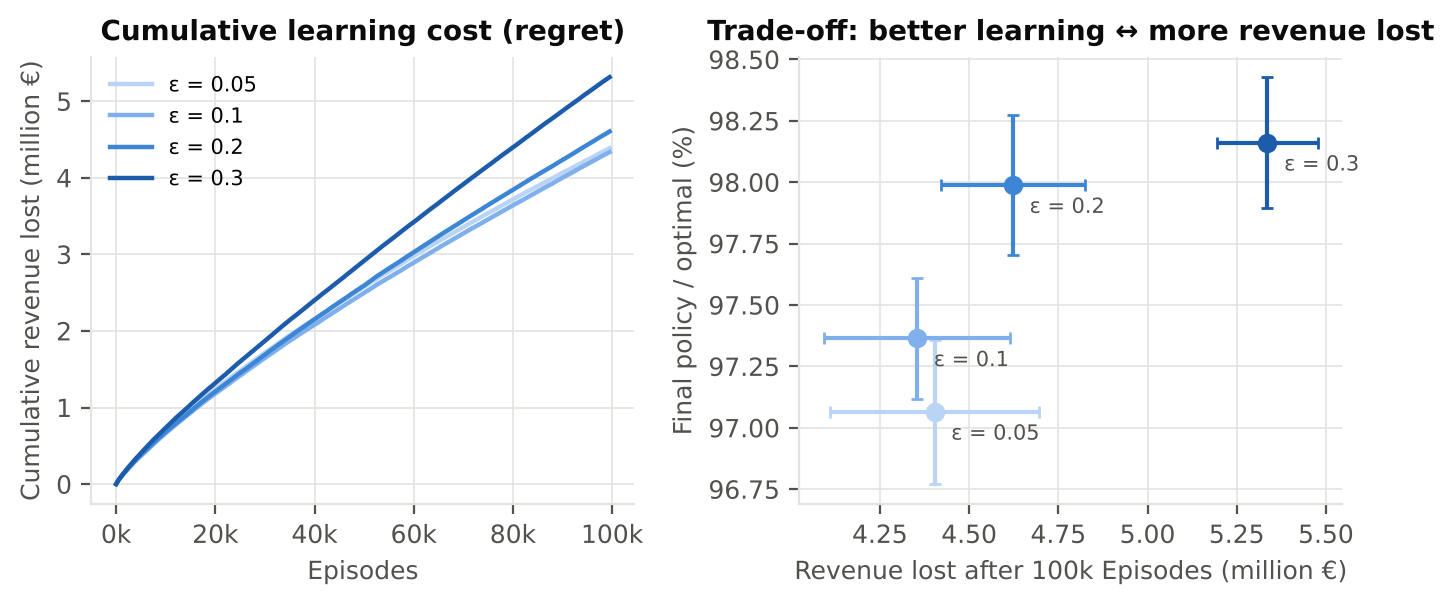 Cumulative learning cost (regret)
Cumulative revenue lost (million €)
5
4
3
2
1
0
ε = 0.05
ε = 0.1
ε = 0.2
ε = 0.3
0k 20k 40k 60k 80k 100k
Episodes
Trade-off: better learning ↔ more revenue lost
Final policy / optimal (%)
98.50
98.25
98.00
97.75
97.50
97.25
97.00
96.75
ε = 0.3
ε = 0.2
ε = 0.1
ε = 0.05
4.25 4.50 4.75 5.00 5.25 5.50
Revenue lost after 100k Episodes (million €)